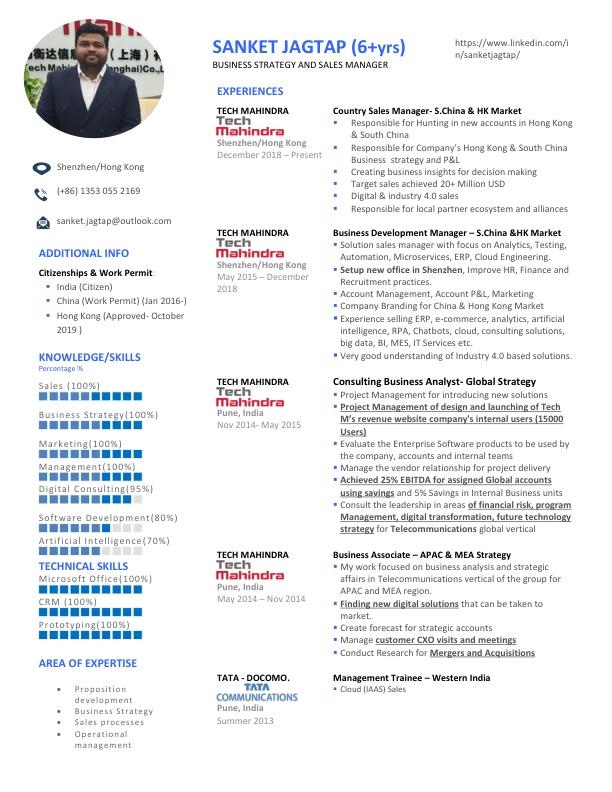 SANKET JAGTAP (6+yrs)
BUSINESS STRATEGY AND SALES MANAGER
https://www.linkedin.com/i
n/sanketjagtap/
Shenzhen/Hong Kong
(+86) 1353 055 2169
sanket.jagtap@outlook.com
ADDITIONAL INFO
Citizenships & Work Permit:
▪ India (Citizen)
▪ China (Work Permit) (Jan 2016-)
▪ Hong Kong (Approved- October
2019 )
KNOWLEDGE/SKILLS
Percentage %
Sales (100%)
Business Strategy(100%)
Marketing(100%)
Management(100%)
Digital Consulting(95%)
Software Development(80%)
Artificial Intelligence(70%)
TECHNICAL SKILLS
Microsoft Office(100%)
CRM (100%)
Prototyping(100%)
AREA OF EXPERTISE
• Proposition
development
• Business Strategy
• Sales processes
• Operational
management
EXPERIENCES
TECH MAHINDRA
Tech
Mahindra
Shenzhen/Hong Kong
December 2018 – Present
Country Sales Manager- S.China & HK Market
▪ Responsible for Hunting in new accounts in Hong Kong
& South China
▪ Responsible for Company's Hong Kong & South China
Business strategy and P&L
▪ Creating business insights for decision making
▪ Target sales achieved 20+ Million USD
▪ Digital & industry 4.0 sales
▪ Responsible for local partner ecosystem and alliances
TECH MAHINDRA
Tech
Mahindra
Shenzhen/Hong Kong
May 2015 – December
2018
Business Development Manager – S.China &HK Market
▪ Solution sales manager with focus on Analytics, Testing,
Automation, Microservices, ERP, Cloud Engineering.
▪ Setup new office in Shenzhen, Improve HR, Finance and
Recruitment practices.
▪ Account Management, Account P&L, Marketing
▪ Company Branding for China & Hong Kong Market
▪ Experience selling ERP, e-commerce, analytics, artificial
intelligence, RPA, Chatbots, cloud, consulting solutions,
big data, BI, MES, IT Services etc.
▪ Very good understanding of Industry 4.0 based solutions.
TECH MAHINDRA
Tech
Mahindra
Pune, India
Nov 2014- May 2015
Consulting Business Analyst- Global Strategy
▪ Project Management for introducing new solutions
▪ Project Management of design and launching of Tech
M's revenue website company's internal users (15000
Users)
▪ Evaluate the Enterprise Software products to be used by
the company, accounts and internal teams
▪ Manage the vendor relationship for project delivery
▪ Achieved 25% EBITDA for assigned Global accounts
using savings and 5% Savings in Internal Business units
▪ Consult the leadership in areas of financial risk, program
Management, digital transformation, future technology
strategy for Telecommunications global vertical
TECH MAHINDRA
Tech
Mahindra
Pune, India
May 2014 – Nov 2014
Business Associate – APAC & MEA Strategy
▪ My work focused on business analysis and strategic
affairs in Telecommunications vertical of the group for
APAC and MEA region.
▪ Finding new digital solutions that can be taken to
market.
▪ Create forecast for strategic accounts
▪ Manage customer CXO visits and meetings
▪ Conduct Research for Mergers and Acquisitions
TATA - DOCOMO.
TATA
COMMUNICATIONS
Pune, India
Summer 2013
Management Trainee – Western India
▪ Cloud (IAAS) Sales